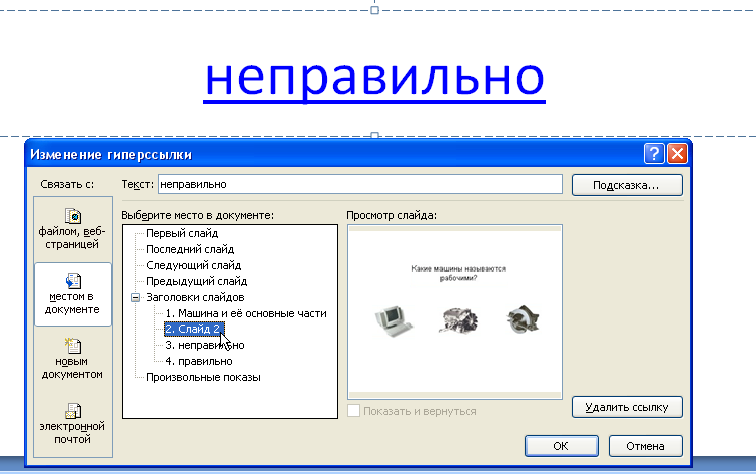 неправильно
Изменение гиперссылки
Связать с:
Текст: неправильно
Подсказка...
файлом, веб-
страницей
местом в
документе
новым
документом
электронной
почтой
Выберите место в документе:
Первый слайд
Последний слайд
Следующий слайд
Предыдущий слайд
Заголовки слайдов
1. Машина и её основные части
2. Слайд 2
3. неправильно
4. правильно
Произвольные показы
Просмотр слайда:
Какие машины называются
рабочими?
Показать и вернуться
Удалить ссылку
ОК
Отмена